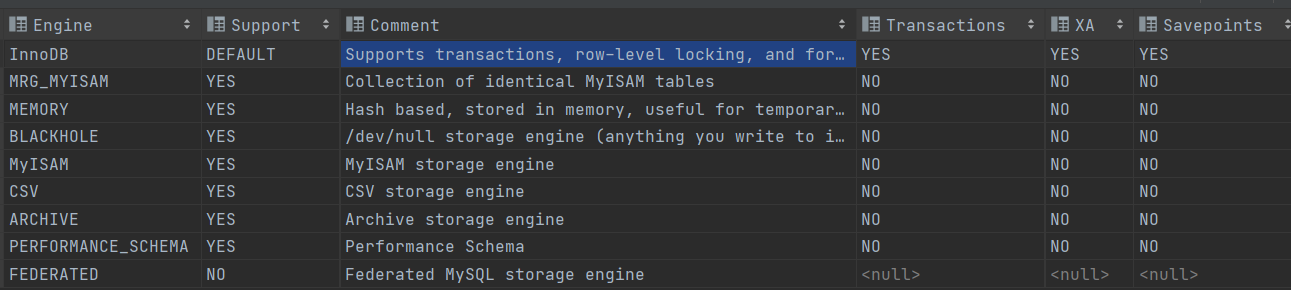 Engine Support Comment Transactions XA Savepoints
InnoDB DEFAULT Supports transactions, row-level locking, and for… YES YES YES
MRG_MYISAM YES Collection of identical MyISAM tables NO NO NO
MEMORY YES Hash based, stored in memory, useful for temporar… NO NO NO
BLACKHOLE YES /dev/null storage engine (anything you write to i… NO NO NO
MyISAM YES MyISAM storage engine NO NO NO
CSV YES CSV storage engine NO NO NO
ARCHIVE YES Archive storage engine NO NO NO
PERFORMANCE_SCHEMA YES Performance Schema NO NO NO
FEDERATED NO Federated MySQL storage engine <null> <null> <null>